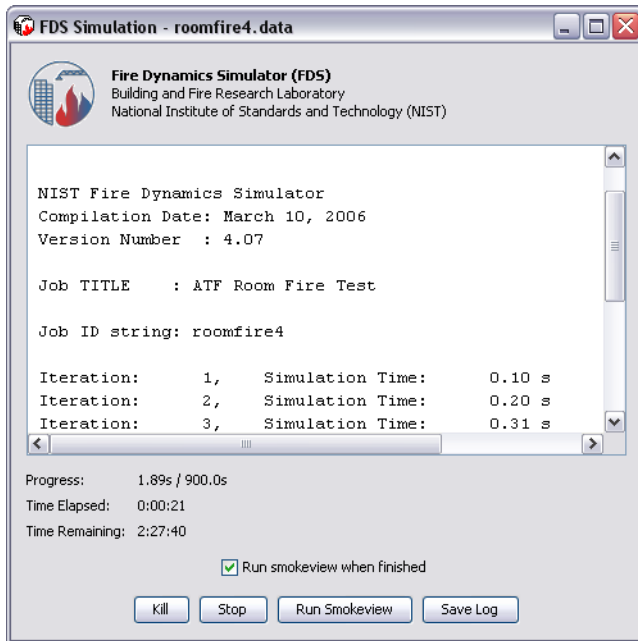 FDS Simulation - roomfire4.data
Fire Dynamics Simulator (FDS)
Building and Fire Research Laboratory
National Institute of Standards and Technology (NIST)
NIST Fire Dynamics Simulator
Compilation Date: March 10, 2006
Version Number  : 4.07
Job TITLE    : ATF Room Fire Test
Job ID string: roomfire4
Iteration:      1,    Simulation Time:      0.10 s
Iteration:      2,    Simulation Time:      0.20 s
Iteration:      3,    Simulation Time:      0.31 s
Progress: 1.89s / 900.0s
Time Elapsed: 0:00:21
Time Remaining: 2:27:40
Run smokeview when finished
Kill Stop Run Smokeview Save Log